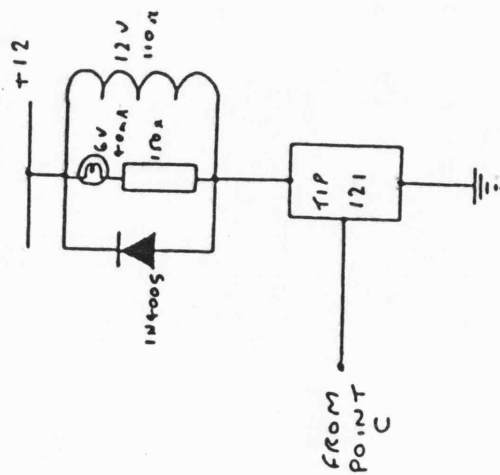 +12
12V
110Ω
6V
40mA
150Ω
1N4005
TIP
121
FROM
POINT
C